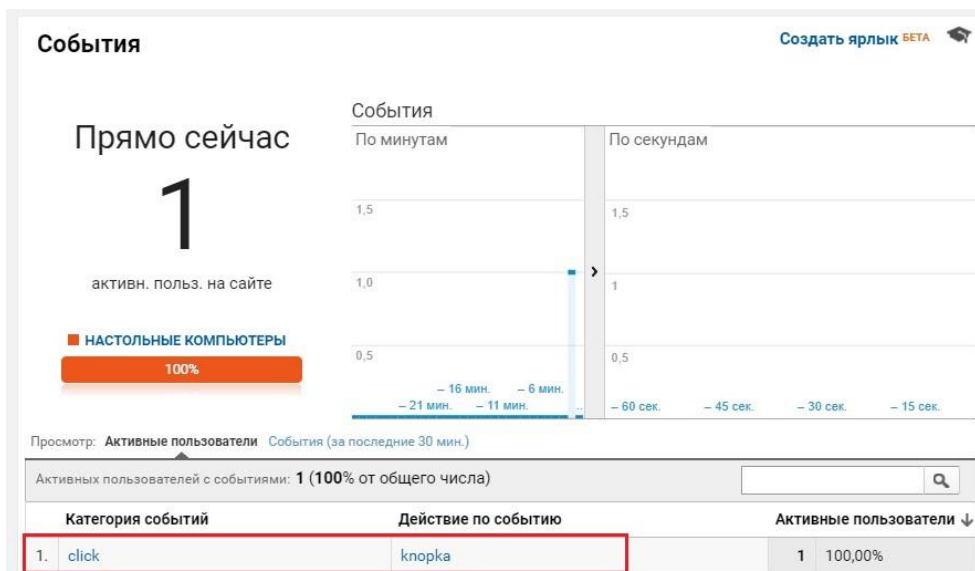 События
Создать ярлык БЕТА
Прямо сейчас
1
активн. польз. на сайте
НАСТОЛЬНЫЕ КОМПЬЮТЕРЫ
100%
События
По минутам
1,5
1,0
0,5
– 16 мин. – 6 мин.
– 21 мин. – 11 мин. ..
По секундам
1,5
1
0,5
– 60 сек. – 45 сек. – 30 сек. – 15 сек.
Просмотр: Активные пользователи События (за последние 30 мин.)
Активных пользователей с событиями: 1 (100% от общего числа)
Категория событий Действие по событию Активные пользователи ↓
1. click knopka 1 100,00%